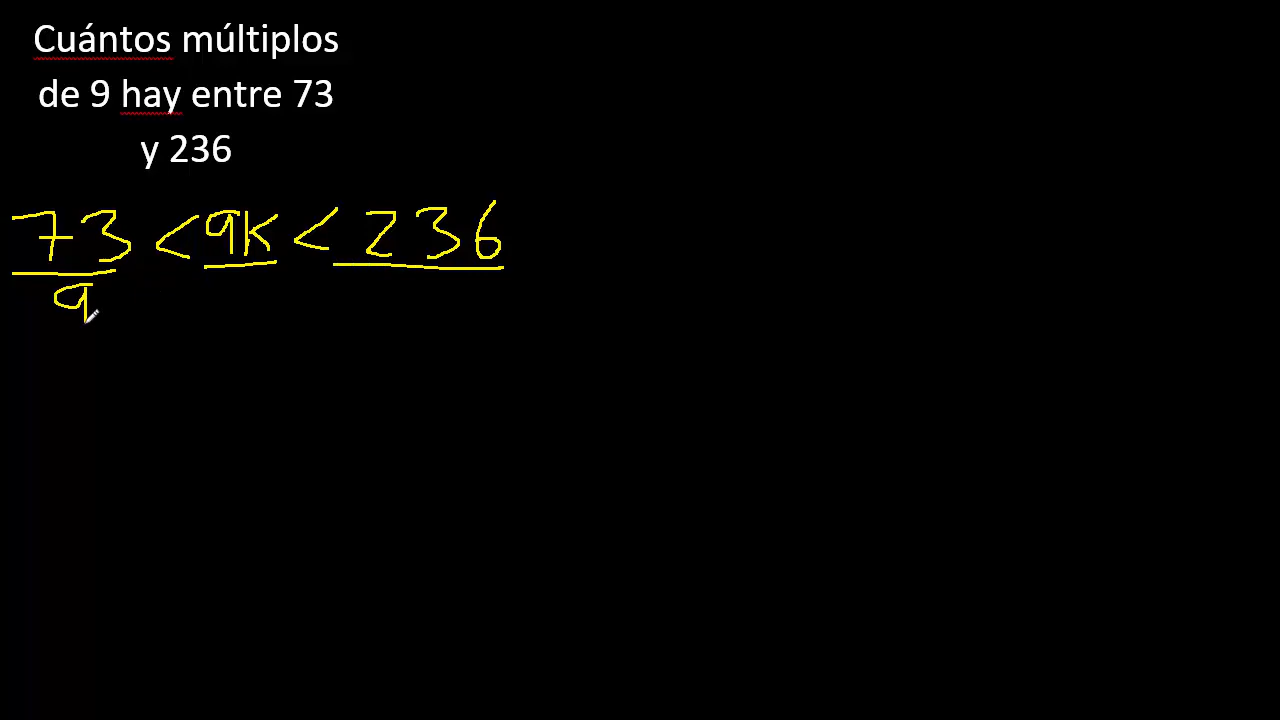 Cuántos múltiplos
de 9 hay entre 73
y 236
73 < 9K < 236
9